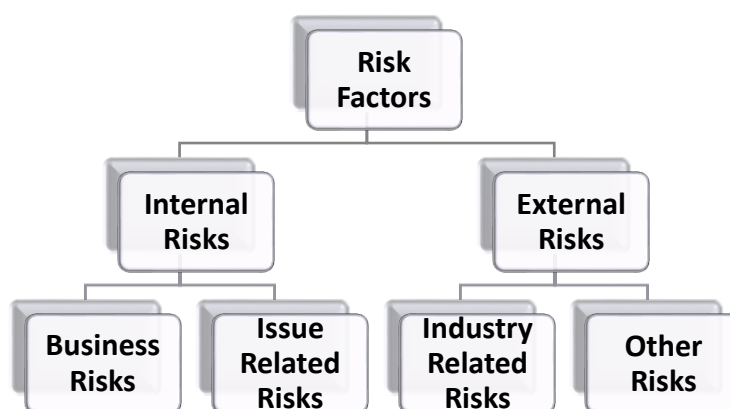 Risk
Factors
Internal
Risks
External
Risks
Business
Risks
Issue
Related
Risks
Industry
Related
Risks
Other
Risks